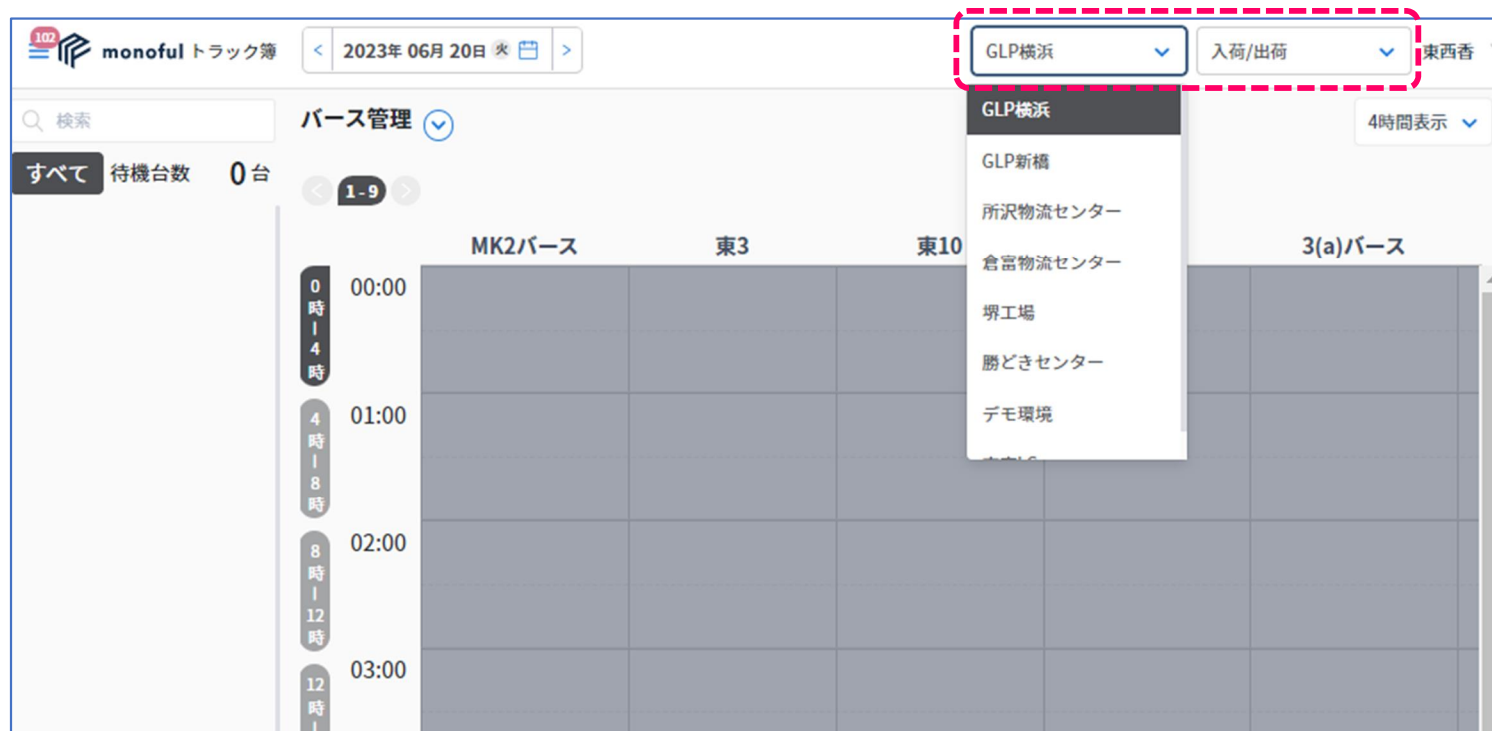 102
monoful トラック簿
< 2023年 06月 20日 火 >
GLP横浜
入荷/出荷
東西香
検索
バース管理
4時間表示
すべて 待機台数 0台
< 1-9 >
GLP横浜
GLP新橋
所沢物流センター
倉富物流センター
堺工場
勝どきセンター
デモ環境
MK2バース
東3
東10
3(a)バース
0時ー4時
00:00
4時ー8時
01:00
8時ー12時
02:00
12時
03:00